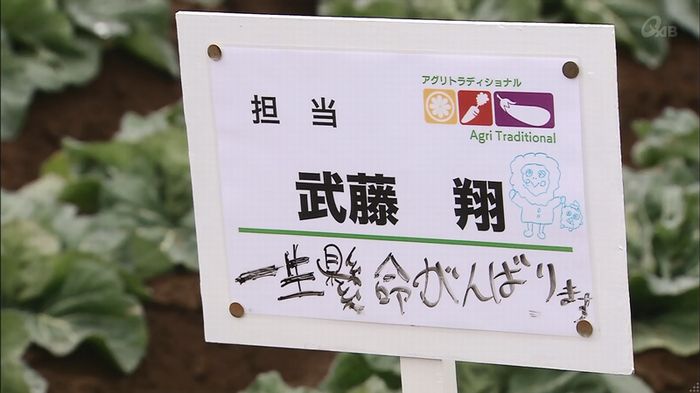 QAB
アグリトラディショナル
Agri Traditional
担当
武藤 翔
一生懸命がんばります